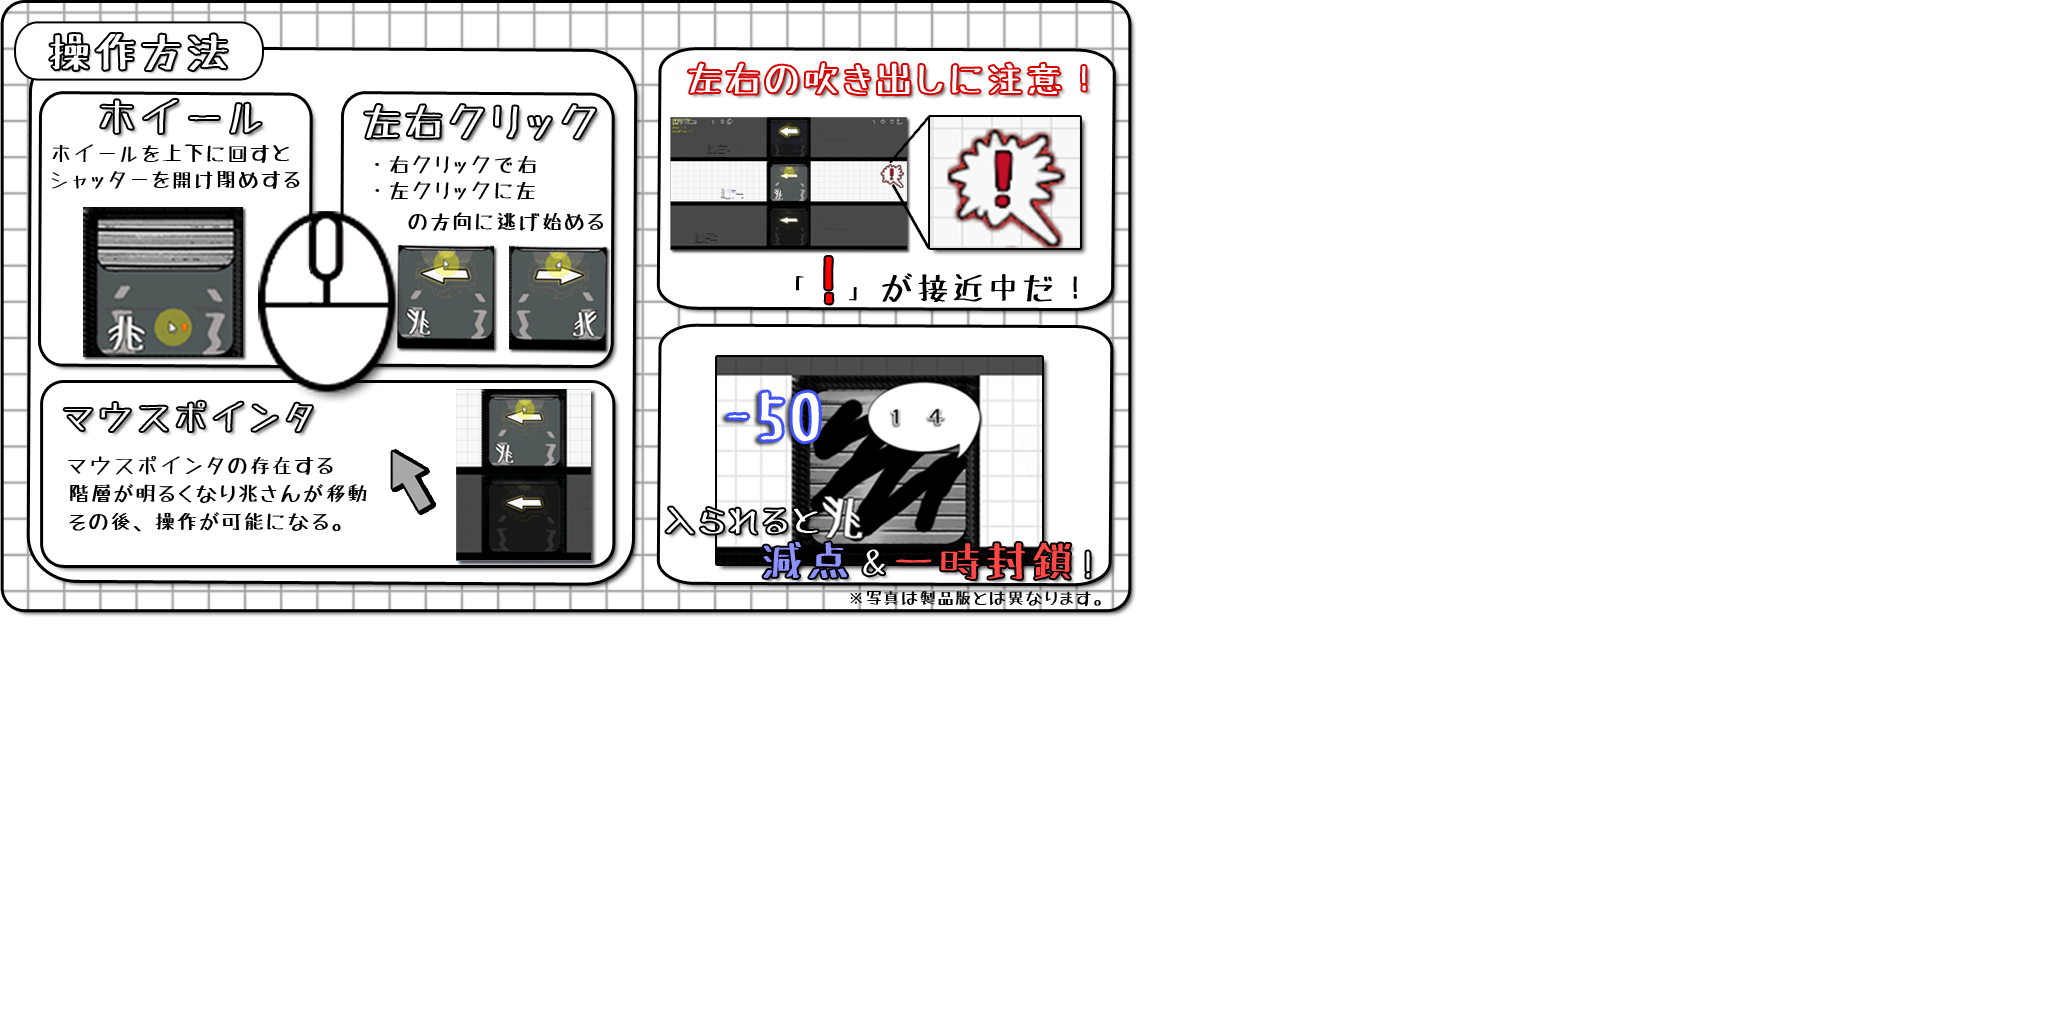 操作方法
ホイール
ホイールを上下に回すと
シャッターを開け閉めする
兆
左右クリック
・右クリックで右
・左クリックに左
の方向に逃げ始める
兆
兆
マウスポインタ
マウスポインタの存在する
階層が明るくなり兆さんが移動
その後、操作が可能になる。
兆
左右の吹き出しに注意！
!
「!」が接近中だ！
-50
1 4
入られると兆
減点&一時封鎖!
※写真は製品版とは異なります。